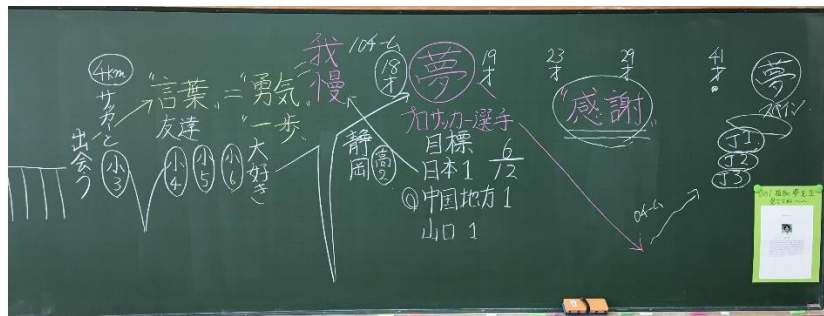 4km
サッカーと
出会う
小3
"言葉"="勇気"
友達
"一歩"
小4
小5
小6
大好き
我慢
10チーム
18才
静岡
高2
夢
プロサッカー選手
目標
日本1
6/12
中国地方1
山口 1
19才
23才
29才
"感謝"
0チーム
41才
夢
スペイン
J1
J2
J3